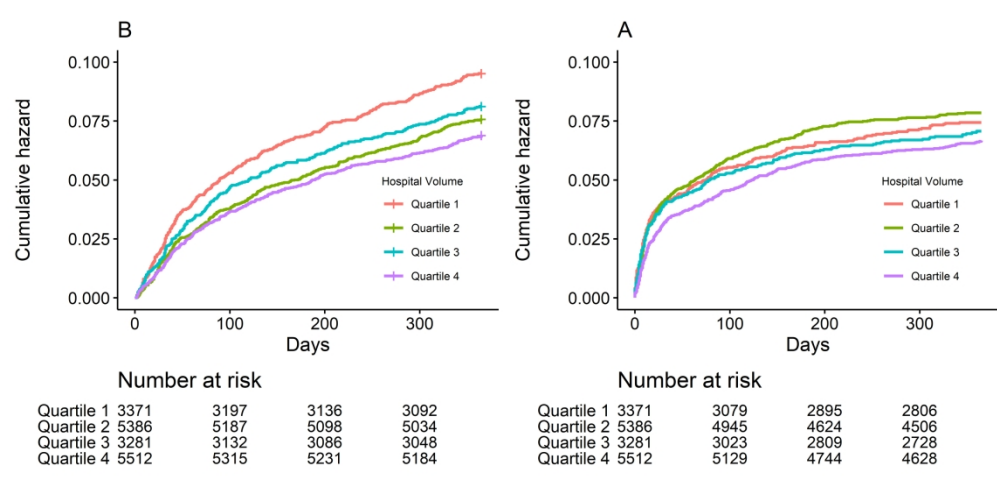 B
Cumulative hazard
0.100
0.075
0.050
0.025
0.000
0 100 200 300
Days
Hospital Volume
Quartile 1
Quartile 2
Quartile 3
Quartile 4
Number at risk
Quartile 1 3371 3197 3136 3092
Quartile 2 5386 5187 5098 5034
Quartile 3 3281 3132 3086 3048
Quartile 4 5512 5315 5231 5184
A
Cumulative hazard
0.100
0.075
0.050
0.025
0.000
0 100 200 300
Days
Hospital Volume
Quartile 1
Quartile 2
Quartile 3
Quartile 4
Number at risk
Quartile 1 3371 3079 2895 2806
Quartile 2 5386 4945 4624 4506
Quartile 3 3281 3023 2809 2728
Quartile 4 5512 5129 4744 4628